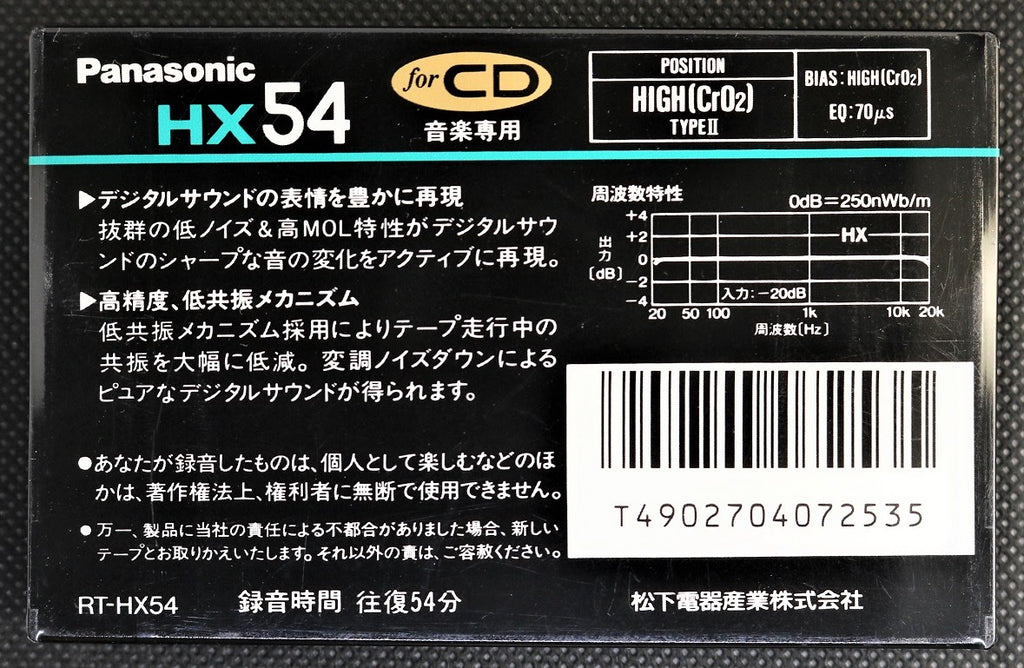 Panasonic
HX54
for CD
音楽専用
POSITION
HIGH(CrO2)
TYPEⅡ
BIAS:HIGH(CrO2)
EQ:70μs
▶デジタルサウンドの表情を豊かに再現
抜群の低ノイズ&高MOL特性がデジタルサウ
ンドのシャープな音の変化をアクティブに再現。
▶高精度、低共振メカニズム
低共振メカニズム採用によりテープ走行中の
共振を大幅に低減。変調ノイズダウンによる
ピュアなデジタルサウンドが得られます。
周波数特性
0dB=250nWb/m
出力〔dB〕
+4
+2
0
−2
−4
HX
入力:−20dB
20 50 100 1k 10k 20k
周波数〔Hz〕
T4902704072535
●あなたが録音したものは、個人として楽しむなどのほ
かは、著作権法上、権利者に無断で使用できません。
●万一、製品に当社の責任による不都合がありました場合、新しい
テープとお取りかえいたします。それ以外の責は、ご容赦ください。
RT-HX54 録音時間 往復54分
松下電器産業株式会社